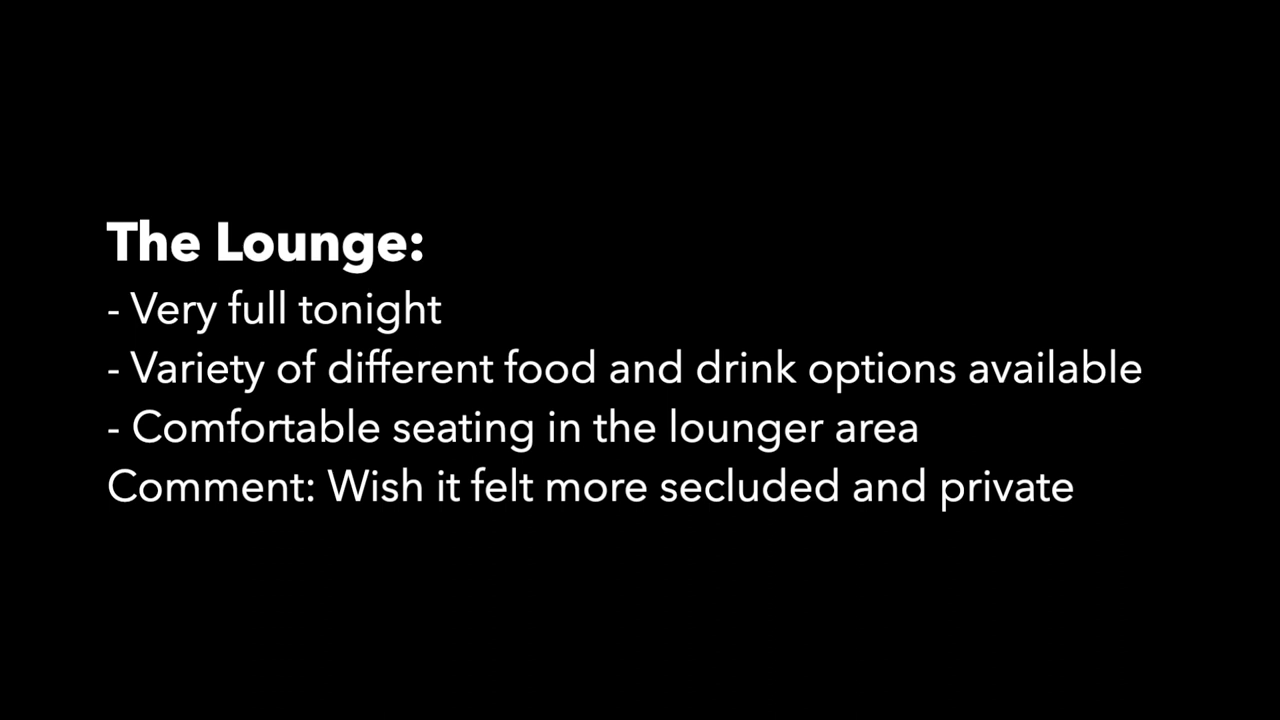 The Lounge:
- Very full tonight
- Variety of different food and drink options available
- Comfortable seating in the lounger area
Comment: Wish it felt more secluded and private